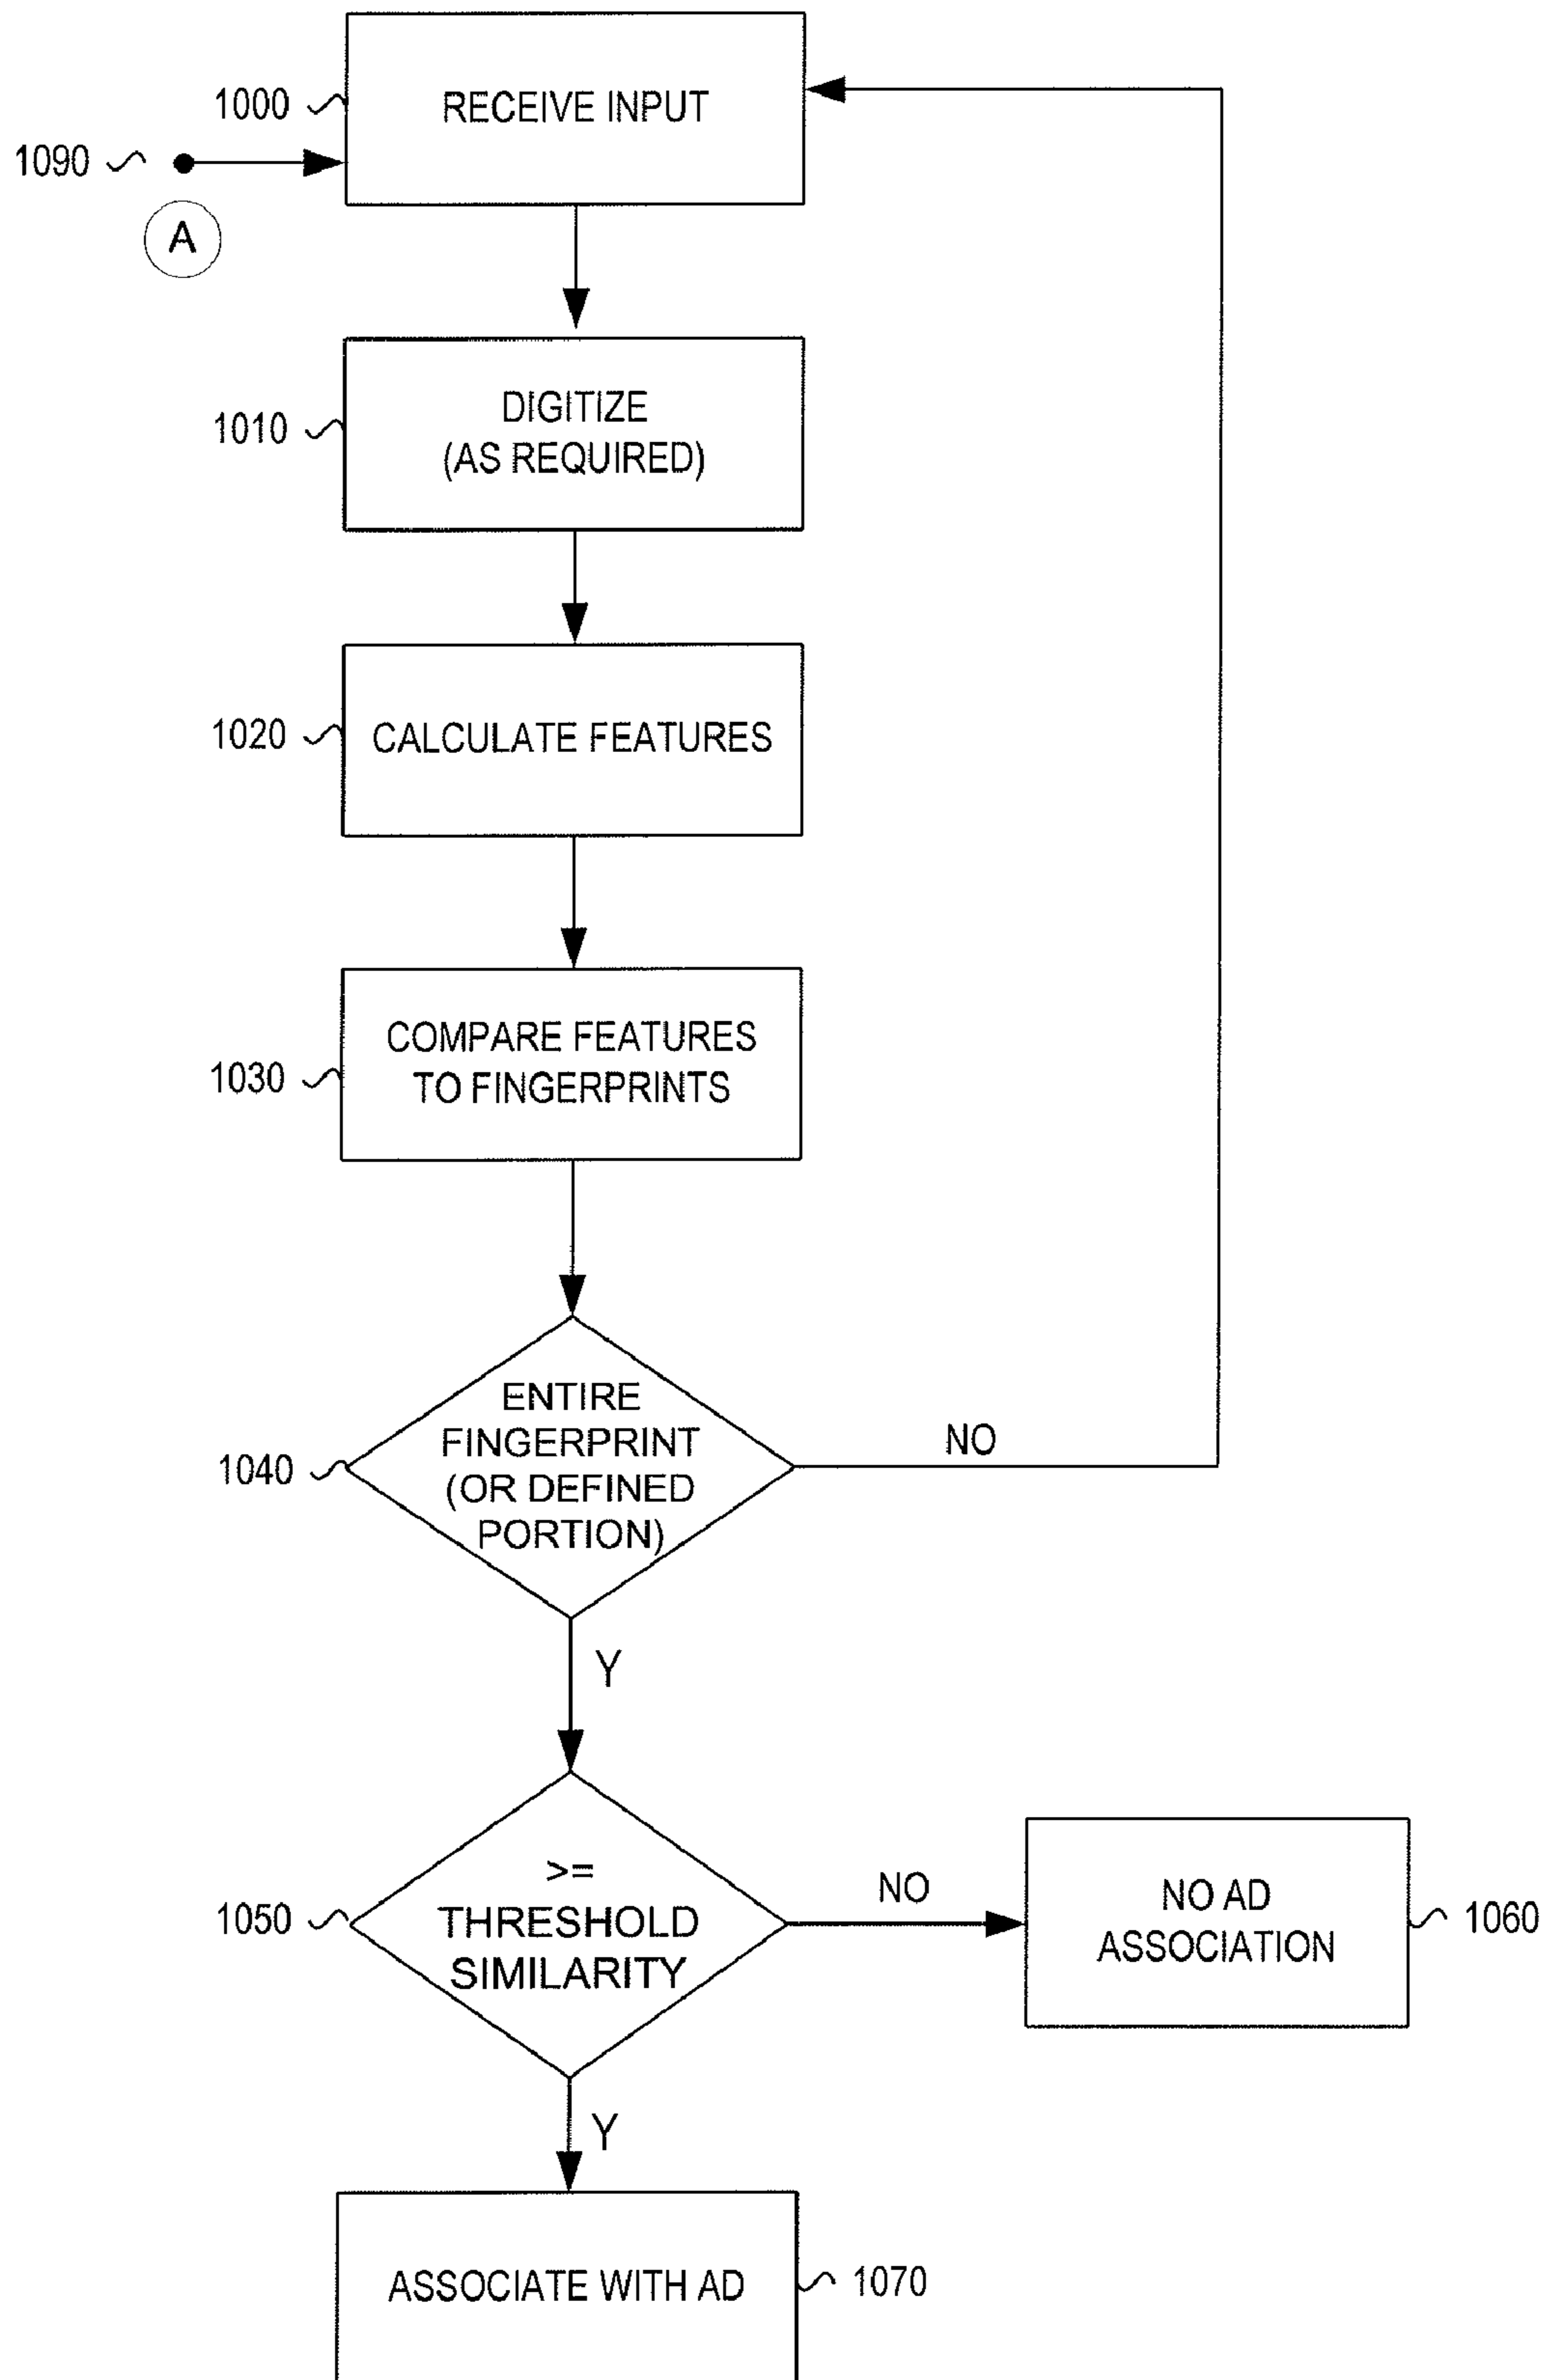 1000
RECEIVE INPUT
1090
A
1010
DIGITIZE
(AS REQUIRED)
1020
CALCULATE FEATURES
1030
COMPARE FEATURES
TO FINGERPRINTS
1040
ENTIRE
FINGERPRINT
(OR DEFINED
PORTION)
NO
Y
1050
>=
THRESHOLD
SIMILARITY
NO
NO AD
ASSOCIATION
1060
Y
ASSOCIATE WITH AD
1070